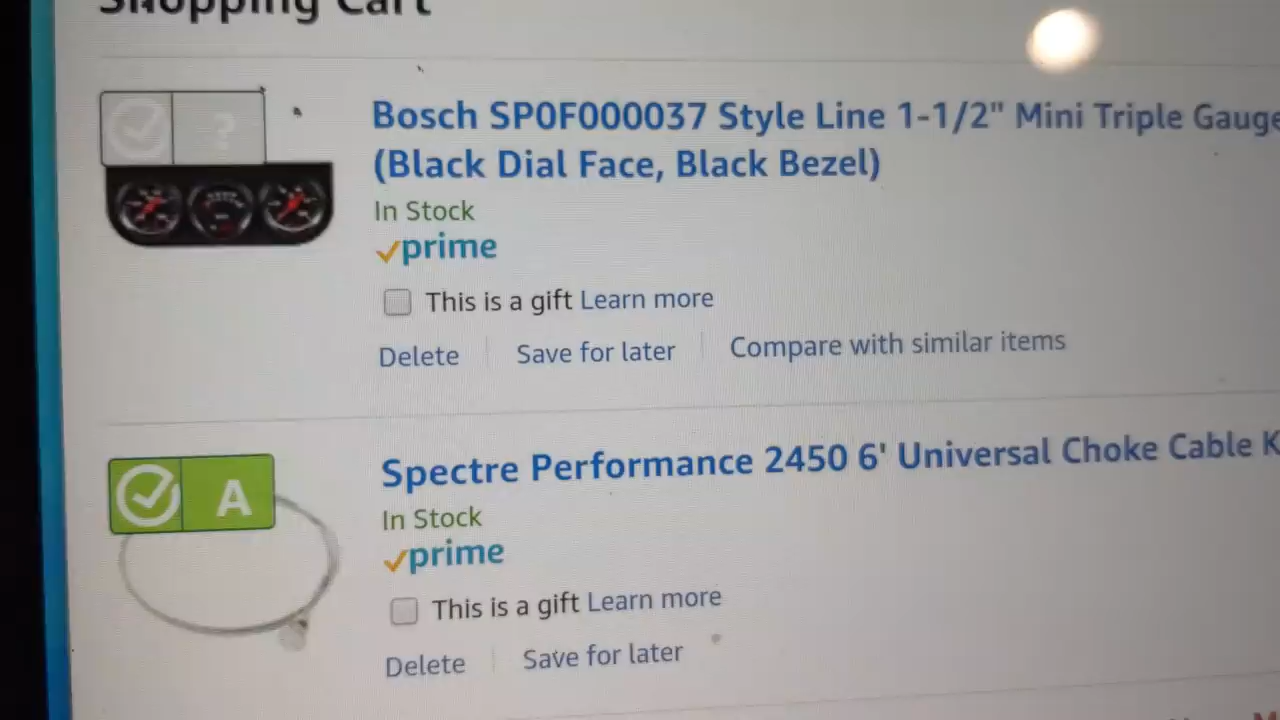 Shopping Cart
?
Bosch SP0F000037 Style Line 1-1/2" Mini Triple Gauge
(Black Dial Face, Black Bezel)
In Stock
prime
This is a gift Learn more
Delete Save for later Compare with similar items
A
Spectre Performance 2450 6' Universal Choke Cable K
In Stock
prime
This is a gift Learn more
Delete Save for later